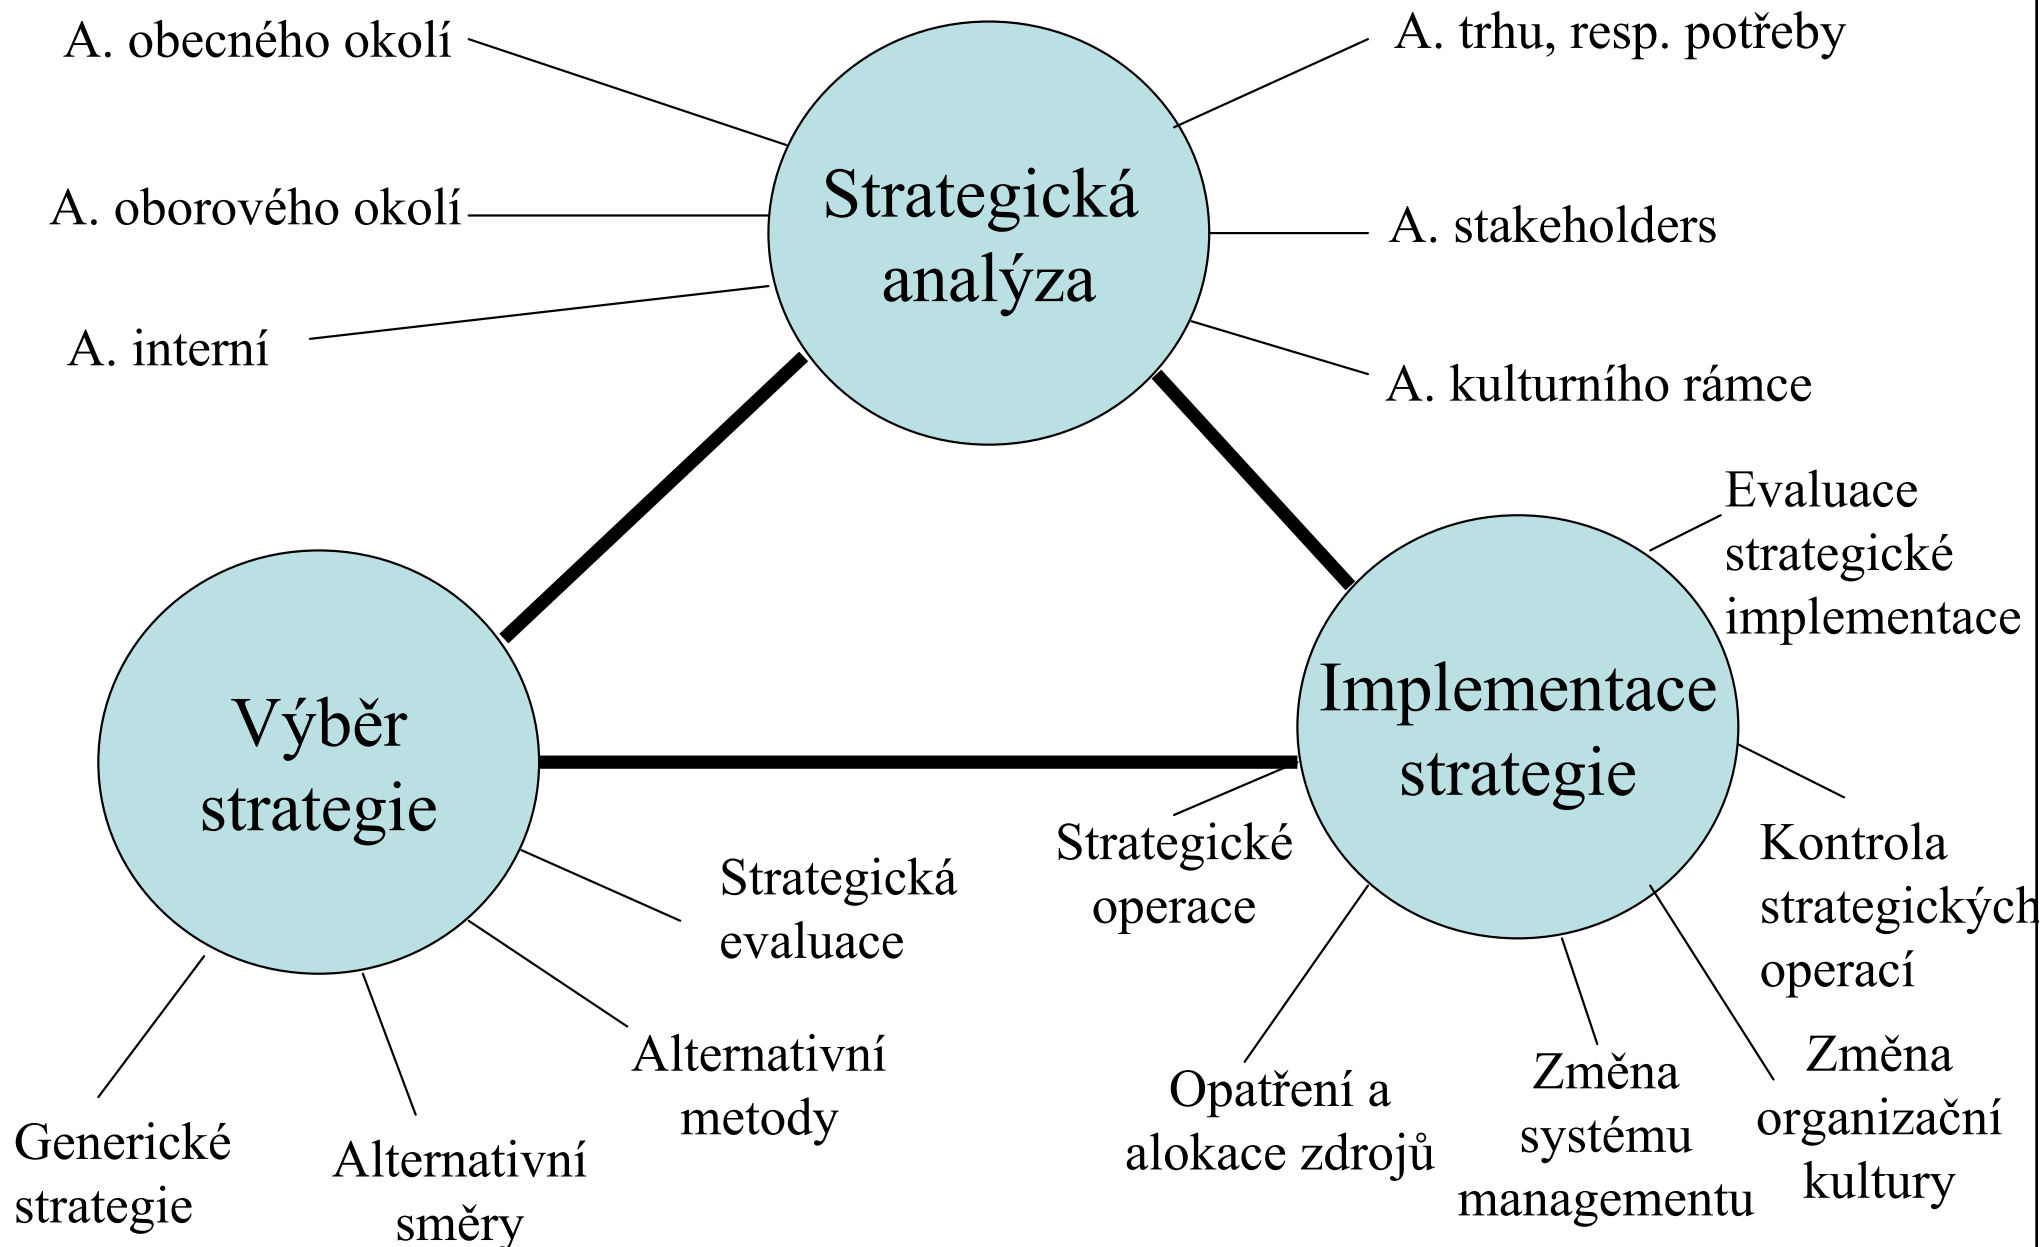 A. obecného okolí
A. trhu, resp. potřeby
A. oborového okolí
Strategická
analýza
A. stakeholders
A. interní
A. kulturního rámce
Evaluace
strategické
implementace
Výběr
strategie
Implementace
strategie
Strategická
evaluace
Strategické
operace
Kontrola
strategických
operací
Generické
strategie
Alternativní
směry
Alternativní
metody
Opatření a
alokace zdrojů
Změna
systému
managementu
Změna
organizační
kultury